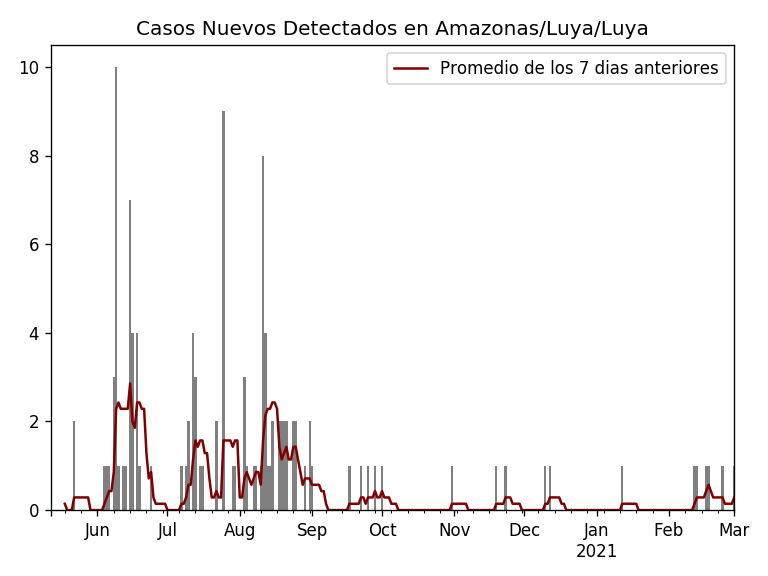 Casos Nuevos Detectados en Amazonas/Luya/Luya
Promedio de los 7 dias anteriores
10
8
6
4
2
0
Jun Jul Aug Sep Oct Nov Dec Jan Feb Mar
2021